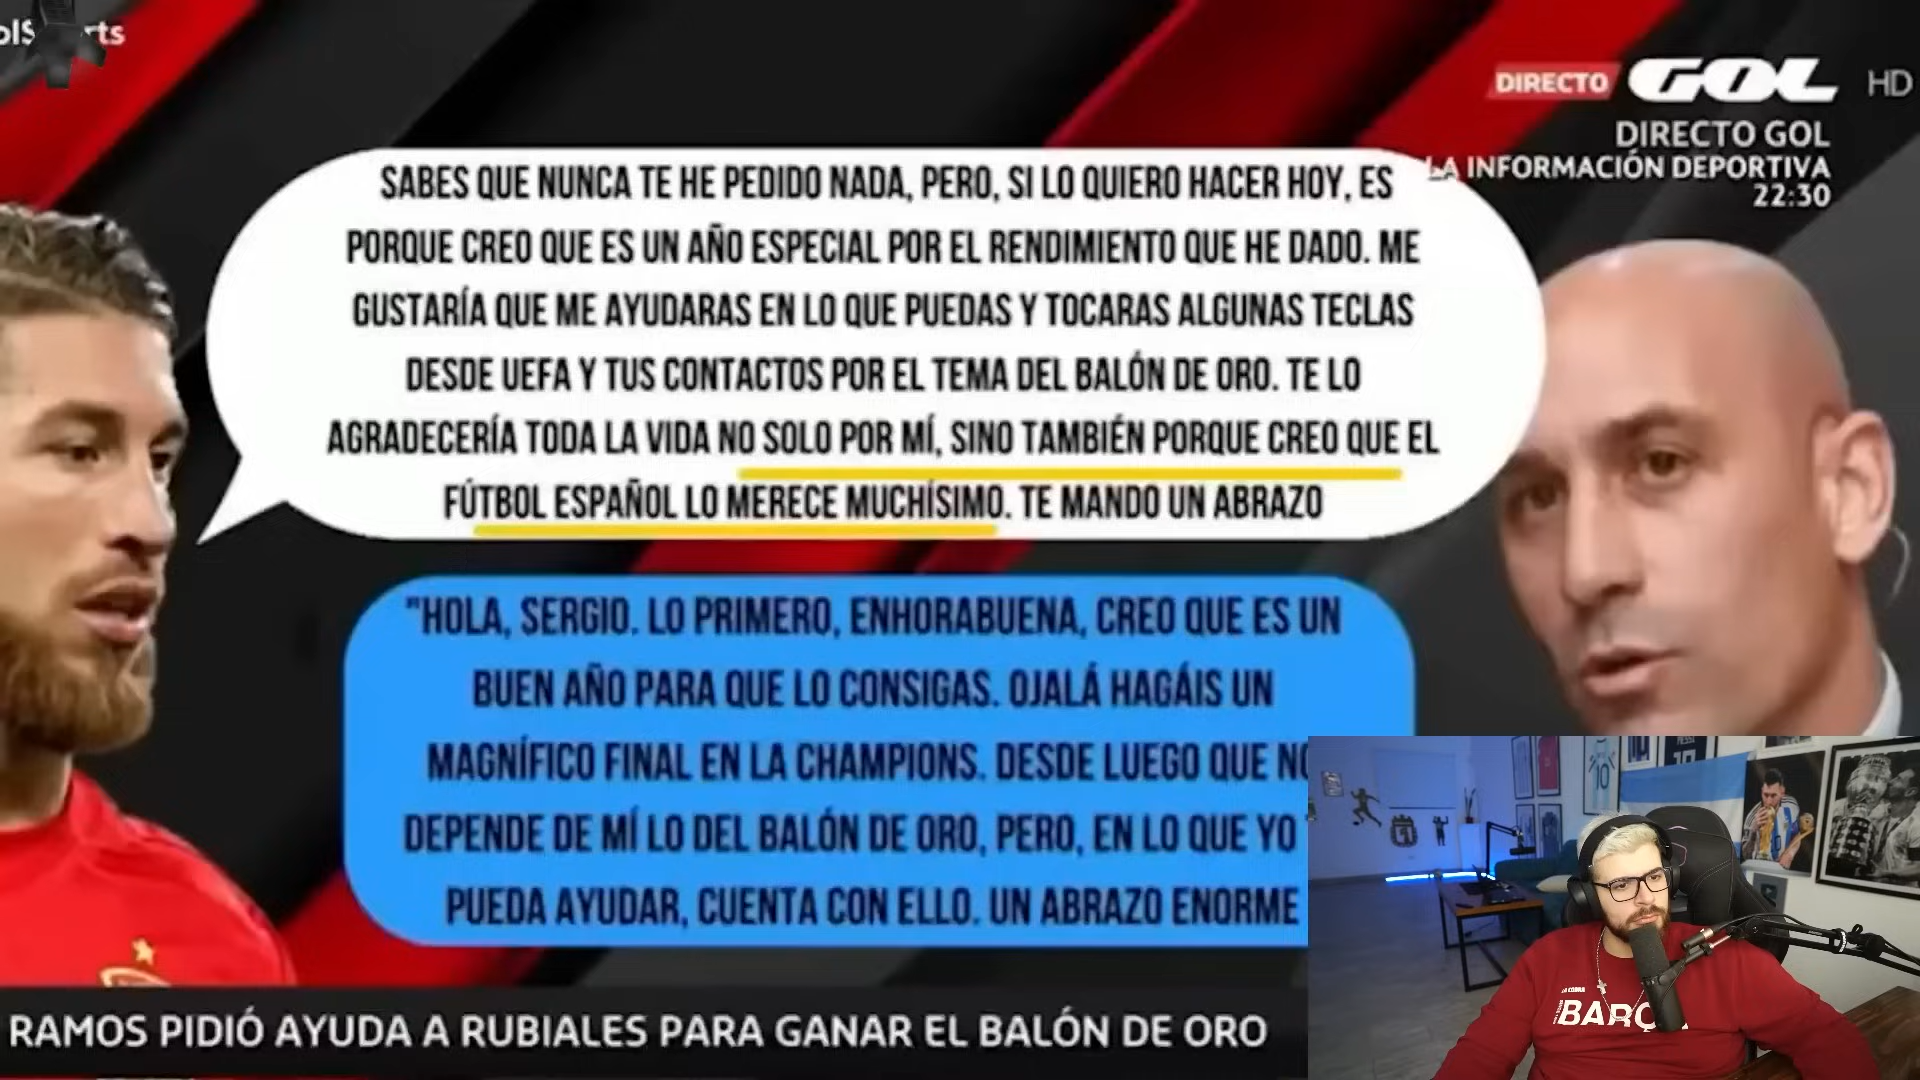 DIRECTO GOL HD
DIRECTO GOL
LA INFORMACIÓN DEPORTIVA
22:30
SABES QUE NUNCA TE HE PEDIDO NADA, PERO, SI LO QUIERO HACER HOY, ES
PORQUE CREO QUE ES UN AÑO ESPECIAL POR EL RENDIMIENTO QUE HE DADO. ME
GUSTARÍA QUE ME AYUDARAS EN LO QUE PUEDAS Y TOCARAS ALGUNAS TECLAS
DESDE UEFA Y TUS CONTACTOS POR EL TEMA DEL BALÓN DE ORO. TE LO
AGRADECERÍA TODA LA VIDA NO SOLO POR MÍ, SINO TAMBIÉN PORQUE CREO QUE EL
FÚTBOL ESPAÑOL LO MERECE MUCHÍSIMO. TE MANDO UN ABRAZO
"HOLA, SERGIO. LO PRIMERO, ENHORABUENA, CREO QUE ES UN
BUEN AÑO PARA QUE LO CONSIGAS. OJALÁ HAGÁIS UN
MAGNÍFICO FINAL EN LA CHAMPIONS. DESDE LUEGO QUE NO
DEPENDE DE MÍ LO DEL BALÓN DE ORO, PERO, EN LO QUE YO
PUEDA AYUDAR, CUENTA CON ELLO. UN ABRAZO ENORME
RAMOS PIDIÓ AYUDA A RUBIALES PARA GANAR EL BALÓN DE ORO
10